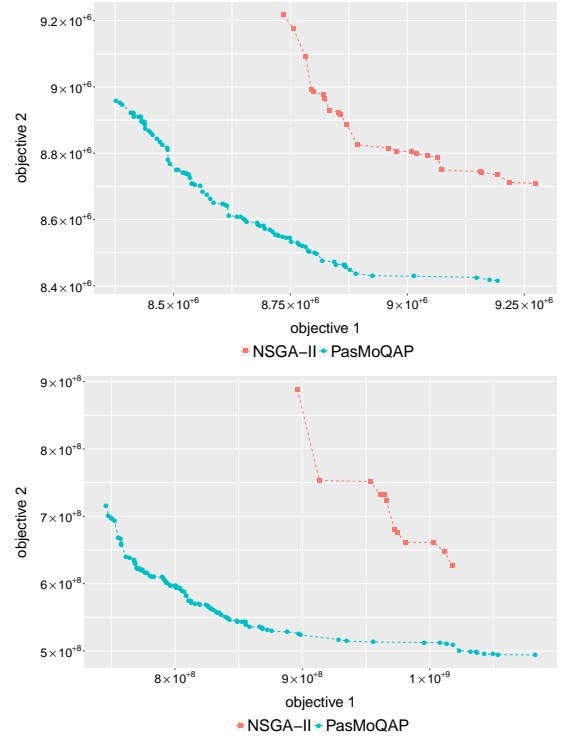 9.2×10⁺⁶
9×10⁺⁶
8.8×10⁺⁶
8.6×10⁺⁶
8.4×10⁺⁶
objective 2
8.5×10⁺⁶ 8.75×10⁺⁶ 9×10⁺⁶ 9.25×10⁺⁶
objective 1
NSGA−II PasMoQAP
9×10⁺⁸
8×10⁺⁸
7×10⁺⁸
6×10⁺⁸
5×10⁺⁸
objective 2
8×10⁺⁸ 9×10⁺⁸ 1×10⁺⁹
objective 1
NSGA−II PasMoQAP